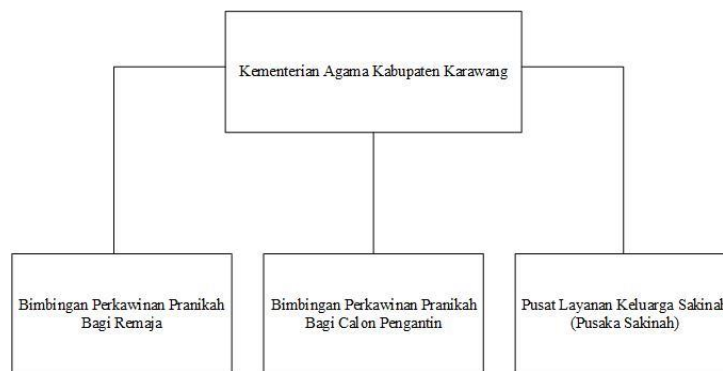 Kementerian Agama Kabupaten Karawang
Bimbingan Perkawinan Pranikah
Bagi Remaja
Bimbingan Perkawinan Pranikah
Bagi Calon Pengantin
Pusat Layanan Keluarga Sakinah
(Pusaka Sakinah)